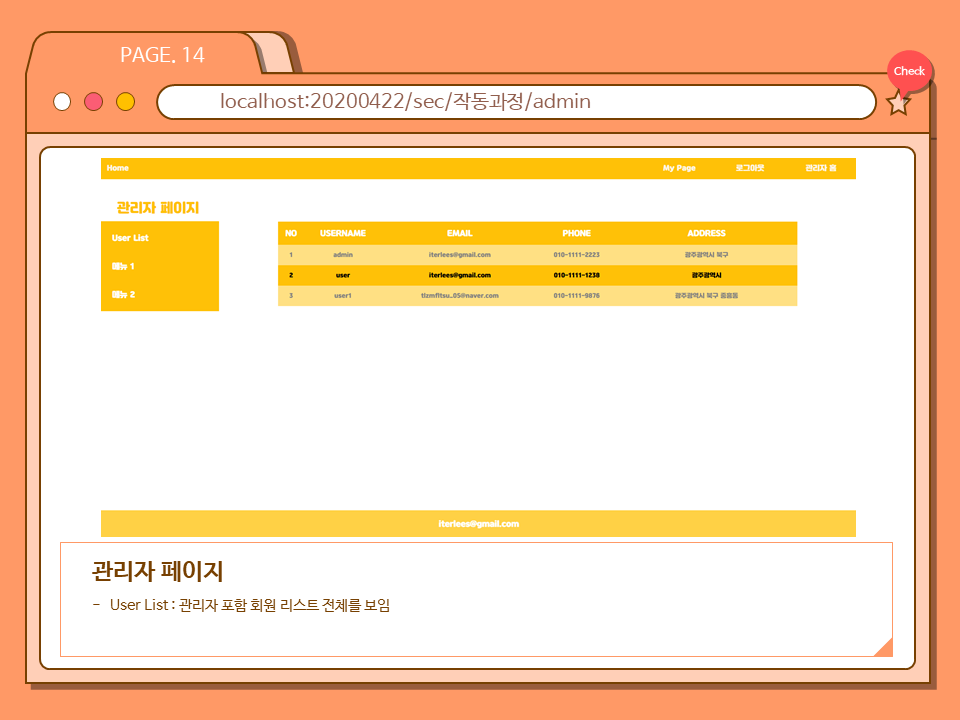 PAGE. 14
Check
localhost:20200422/sec/작동과정/admin
Home My Page 로그아웃 관리자 홈
관리자 페이지
User List
메뉴 1
메뉴 2
NO USERNAME EMAIL PHONE ADDRESS
1 admin iterlees@gmail.com 010-1111-2223 광주광역시 북구
2 user iterlees@gmail.com 010-1111-1238 광주광역시
3 user1 010-1111-9876 광주광역시 북구
iterlees@gmail.com
관리자 페이지
- User List : 관리자 포함 회원 리스트 전체를 보임